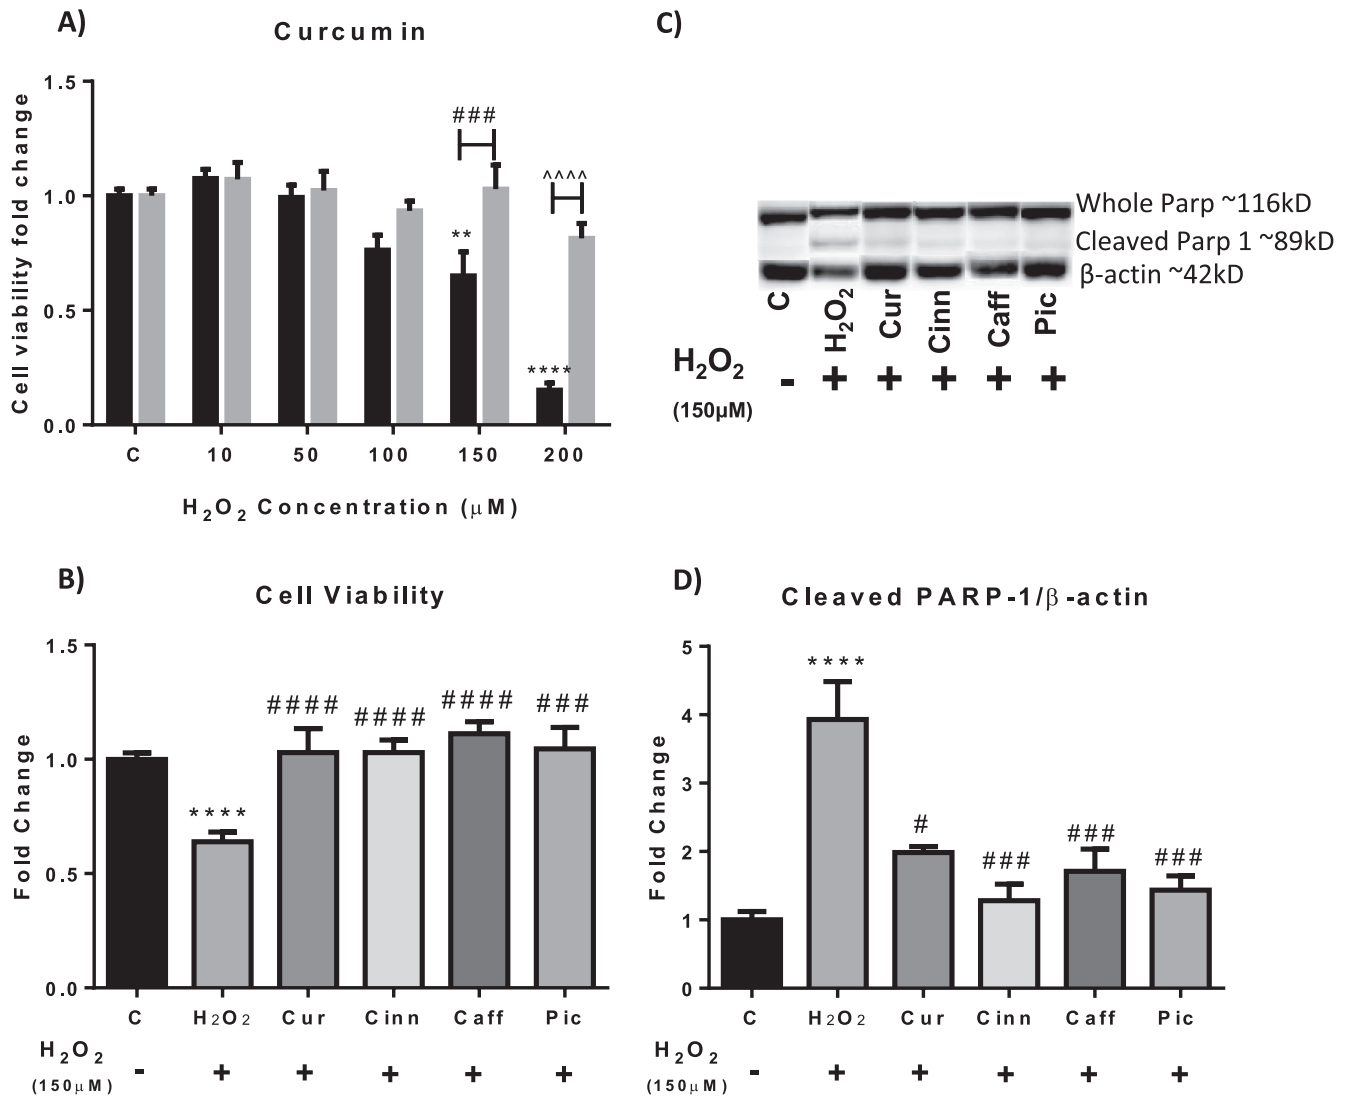 A)
Curcumin
Cell viability fold change
1.5
1.0
0.5
0.0
###
^^^^
**
****
C 10 50 100 150 200
H₂O₂ Concentration (μM)
C)
Whole Parp ~116kD
Cleaved Parp 1 ~89kD
β-actin ~42kD
C H₂O₂ Cur Cinn Caff Pic
H₂O₂ - + + + + +
(150μM)
B)
Cell Viability
Fold Change
1.5
1.0
0.5
0.0
**** #### #### #### ###
C H₂O₂ Cur Cinn Caff Pic
H₂O₂
(150μM) - + + + + +
D)
Cleaved PARP-1/β-actin
Fold Change
5
4
3
2
1
0
**** # ### ### ###
C H₂O₂ Cur Cinn Caff Pic
H₂O₂
(150μM) - + + + + +